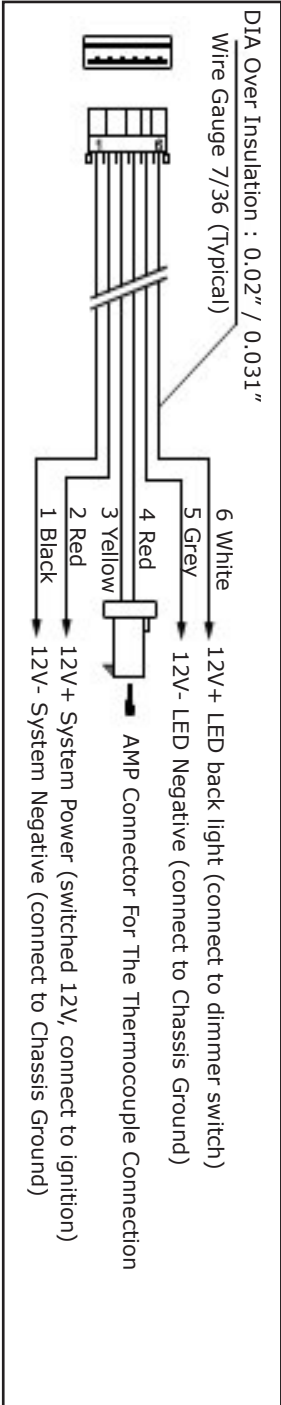 DIA Over Insulation : 0.02” / 0.031”
Wire Gauge 7/36 (Typical)
1
6
6 White
12V+ LED back light (connect to dimmer switch)
5 Grey
12V- LED Negative (connect to Chassis Ground)
4 Red
3 Yellow
AMP Connector For The Thermocouple Connection
2 Red
12V+ System Power (switched 12V, connect to ignition)
1 Black
12V- System Negative (connect to Chassis Ground)